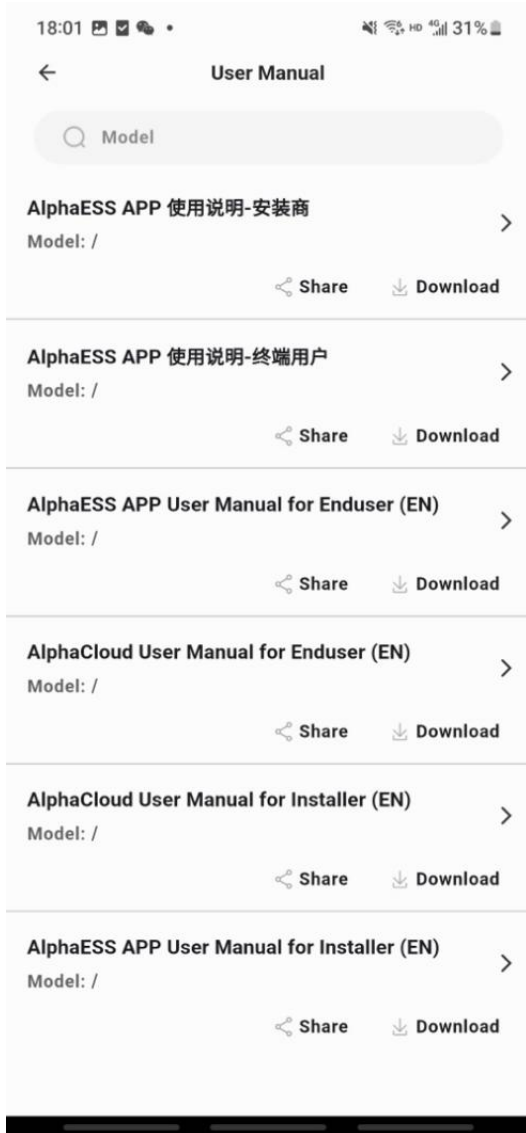 18:01 HD 4G 31%
User Manual
Model
AlphaESS APP 使用说明-安装商
Model: /
Share Download
AlphaESS APP 使用说明-终端用户
Model: /
Share Download
AlphaESS APP User Manual for Enduser (EN)
Model: /
Share Download
AlphaCloud User Manual for Enduser (EN)
Model: /
Share Download
AlphaCloud User Manual for Installer (EN)
Model: /
Share Download
AlphaESS APP User Manual for Installer (EN)
Model: /
Share Download